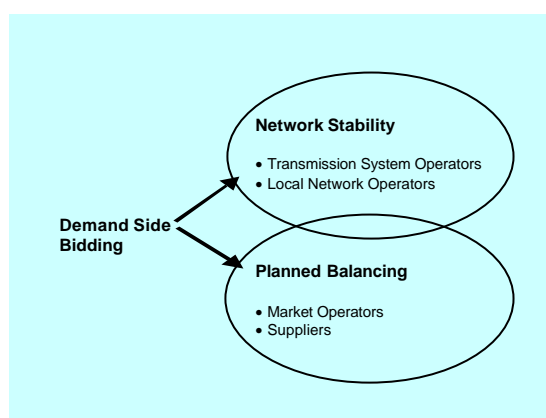 Network Stability
• Transmission System Operators
• Local Network Operators
Demand Side
Bidding
Planned Balancing
• Market Operators
• Suppliers